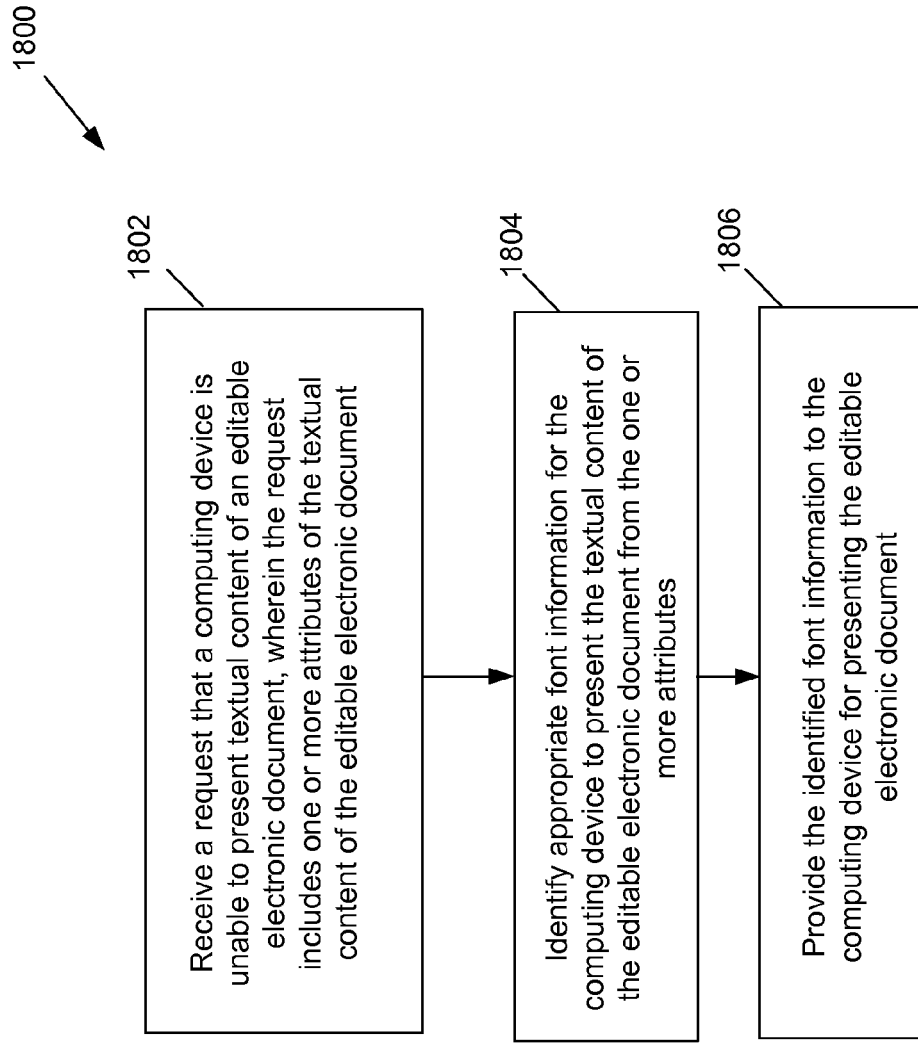 1800
1802
Receive a request that a computing device is
unable to present textual content of an editable
electronic document, wherein the request
includes one or more attributes of the textual
content of the editable electronic document
1804
Identify appropriate font information for the
computing device to present the textual content of
the editable electronic document from the one or
more attributes
1806
Provide the identified font information to the
computing device for presenting the editable
electronic document